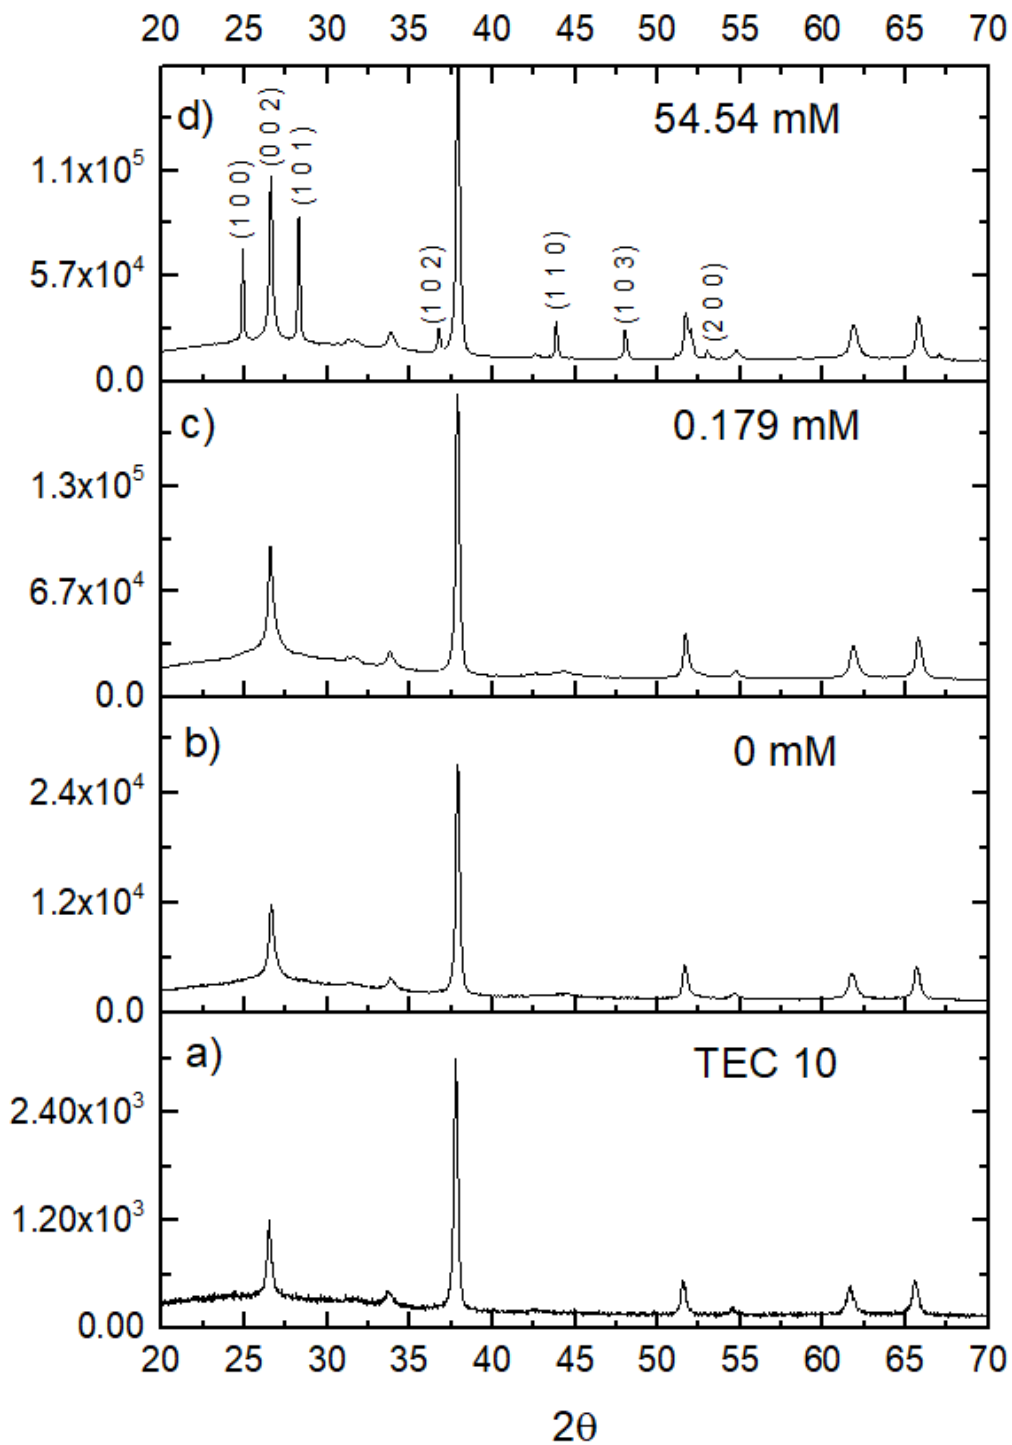 20 25 30 35 40 45 50 55 60 65 70
d)
54.54 mM
(1 0 0)
(0 0 2)
(1 0 1)
(1 0 2)
(1 1 0)
(1 0 3)
(2 0 0)
1.1x10⁵
5.7x10⁴
0.0
c)
0.179 mM
1.3x10⁵
6.7x10⁴
0.0
b)
0 mM
2.4x10⁴
1.2x10⁴
0.0
a)
TEC 10
2.40x10³
1.20x10³
0.00
20 25 30 35 40 45 50 55 60 65 70
2θ